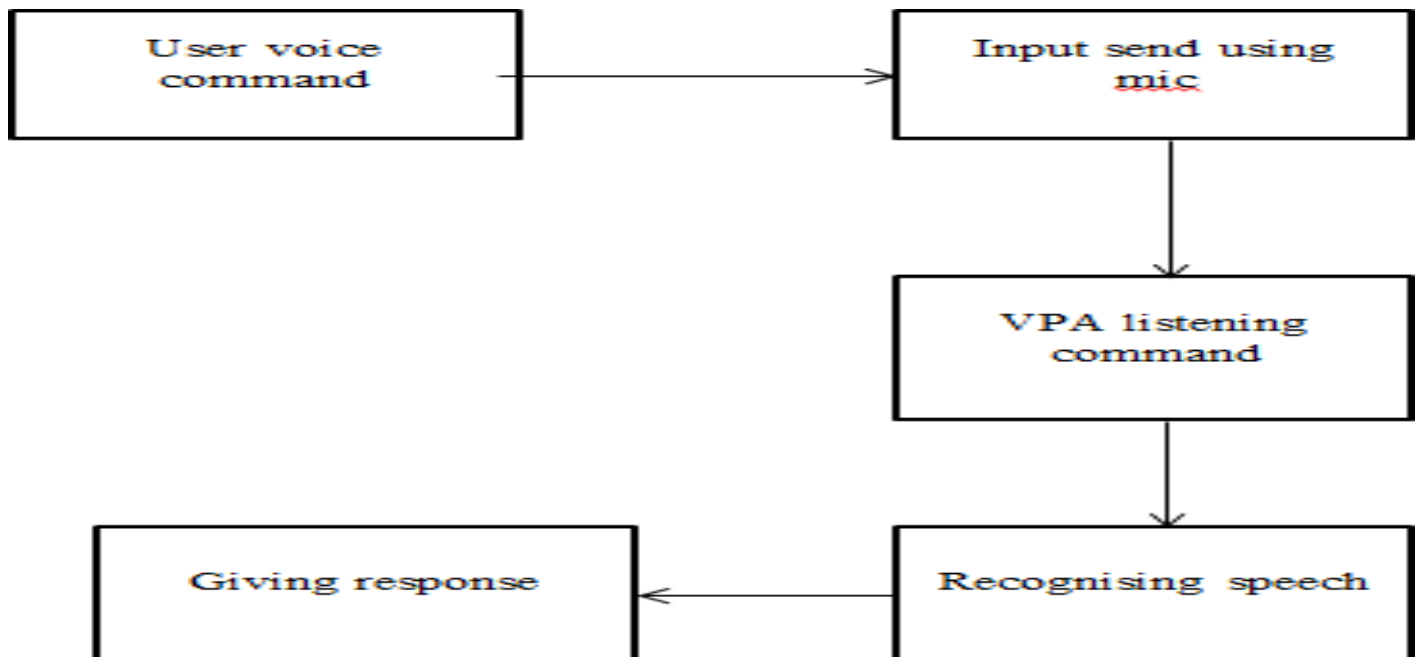 User voice
command
Input send using
mic
VPA listening
command
Recognising speech
Giving response